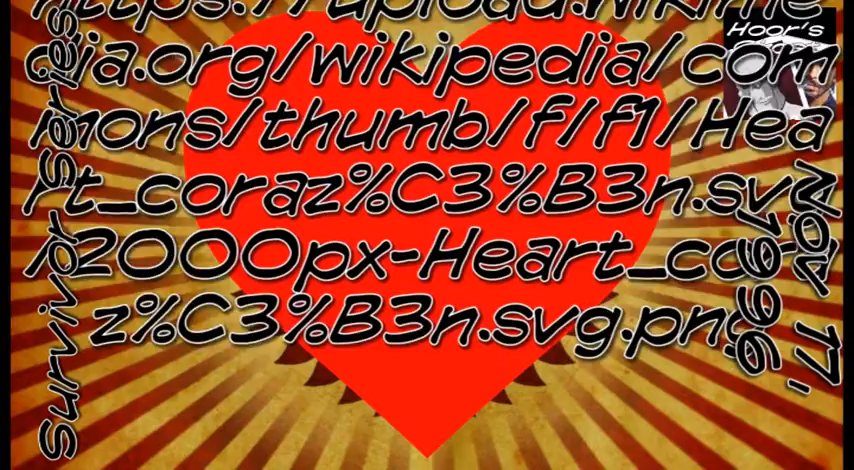 https://upload.wikime
dia.org/wikipedia/com
mons/thumb/f/f1/Hea
rt_coraz%C3%B3n.svg
/2000px-Heart_cora
z%C3%B3n.svg.png
Survivor Series
Nov 17,
1996
Hoor's